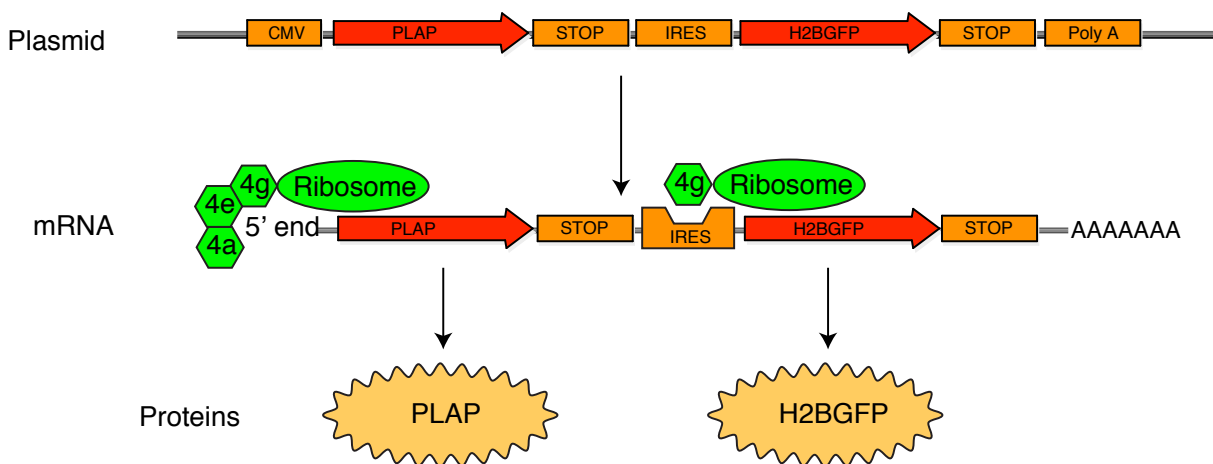 Plasmid CMV PLAP STOP IRES H2BGFP STOP Poly A
4g Ribosome 4g Ribosome
4e
mRNA 4a 5' end PLAP STOP IRES H2BGFP STOP AAAAAAA
Proteins PLAP H2BGFP